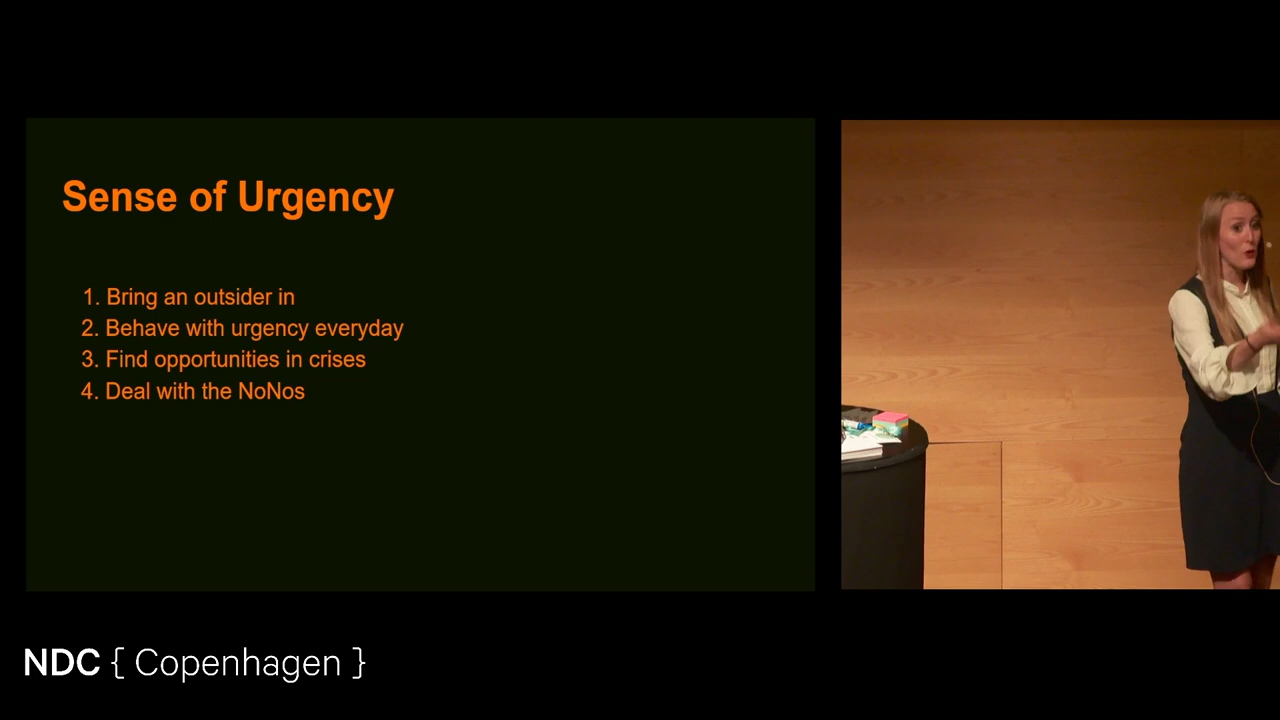 Sense of Urgency
1. Bring an outsider in
2. Behave with urgency everyday
3. Find opportunities in crises
4. Deal with the NoNos
NDC { Copenhagen }